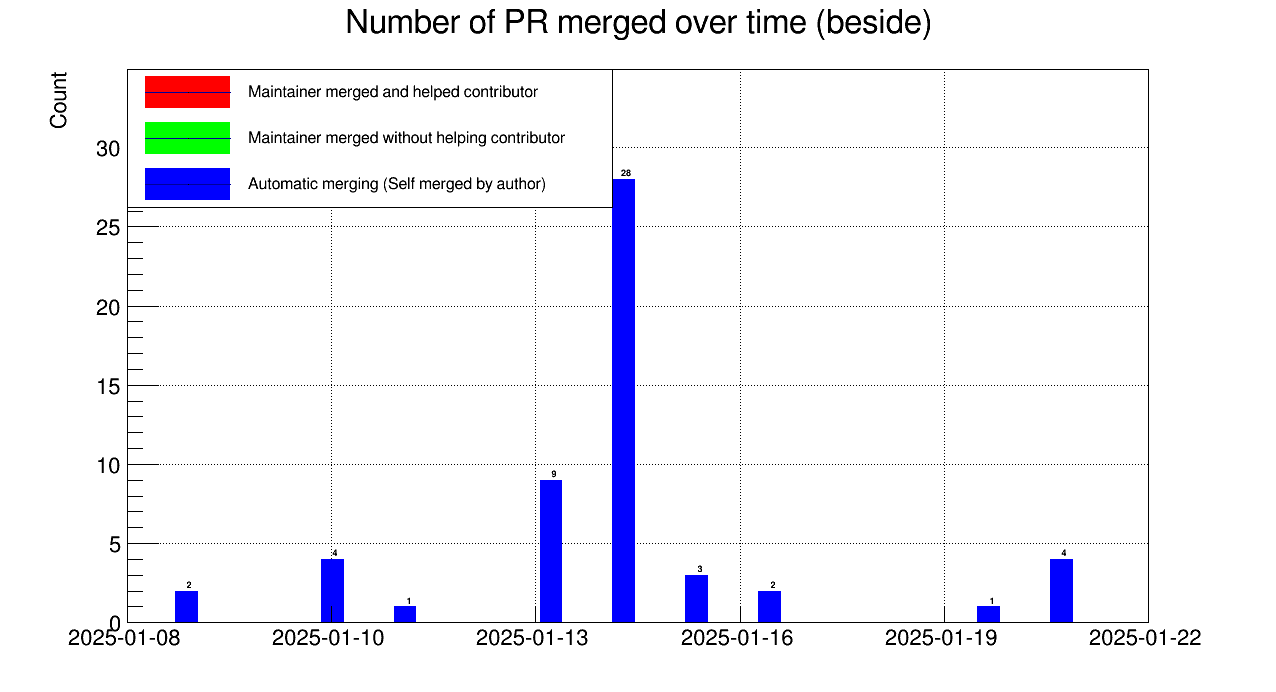 Number of PR merged over time (beside)
Count
Maintainer merged and helped contributor
Maintainer merged without helping contributor
Automatic merging (Self merged by author)
30
25
20
15
10
5
0
2
4
1
9
28
3
2
1
4
2025-01-08 2025-01-10 2025-01-13 2025-01-16 2025-01-19 2025-01-22